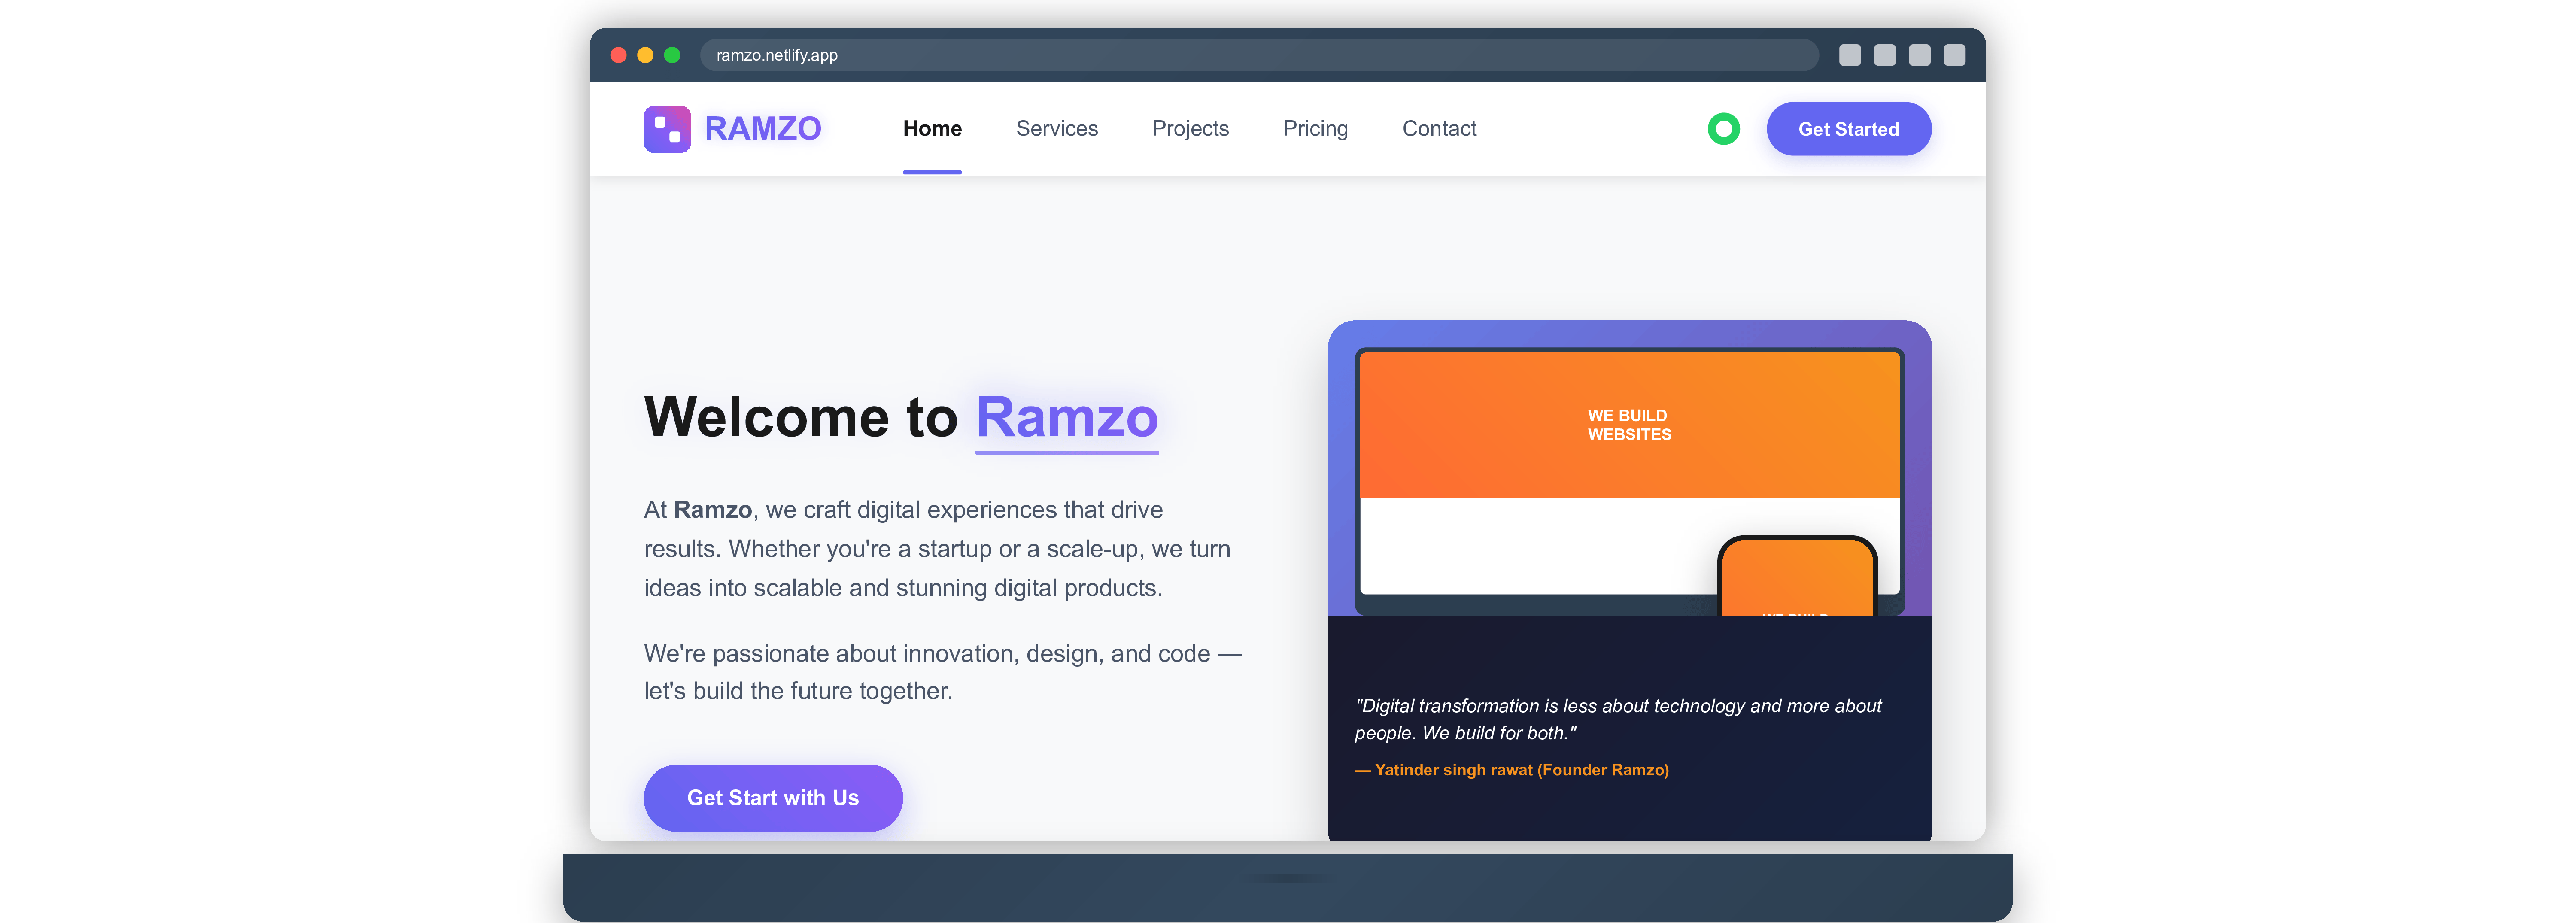 ramzo.netlify.app
RAMZO
Home
Services
Projects
Pricing
Contact
Get Started
Welcome to Ramzo
At Ramzo, we craft digital experiences that drive
results. Whether you're a startup or a scale-up, we turn
ideas into scalable and stunning digital products.
We're passionate about innovation, design, and code —
let's build the future together.
Get Start with Us
WE BUILD
WEBSITES
"Digital transformation is less about technology and more about
people. We build for both."
— Yatinder singh rawat (Founder Ramzo)